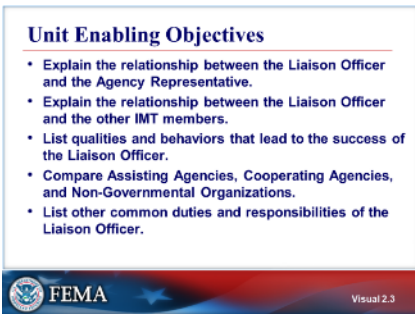 Unit Enabling Objectives
• Explain the relationship between the Liaison Officer
and the Agency Representative.
• Explain the relationship between the Liaison Officer
and the other IMT members.
• List qualities and behaviors that lead to the success of
the Liaison Officer.
• Compare Assisting Agencies, Cooperating Agencies,
and Non-Governmental Organizations.
• List other common duties and responsibilities of the
Liaison Officer.
FEMA
Visual 2.3